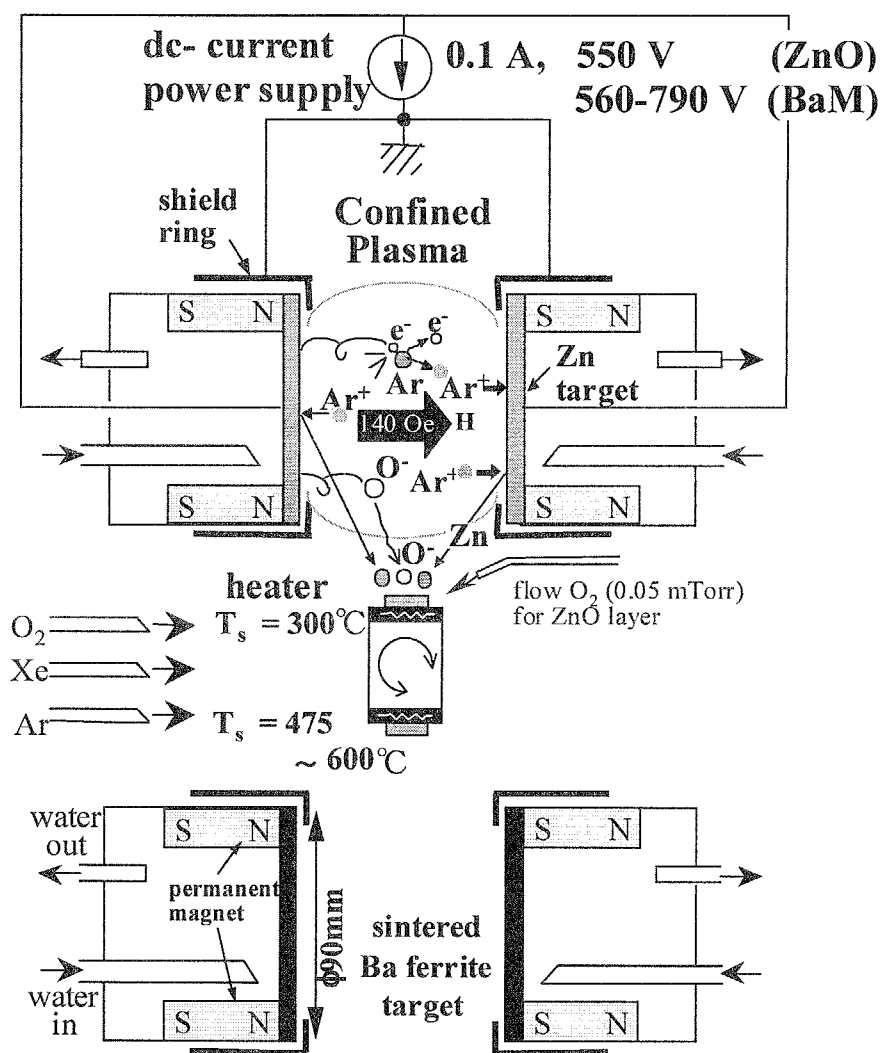 dc- current
power supply
0.1 A, 550 V (ZnO)
560-790 V (BaM)
shield
ring
Confined
Plasma
S N
S N
e⁻
e⁻
Ar
Ar⁺
Ar⁺
Zn
target
140 Oe
H
O⁻
Ar⁺
S N
S N
Zn
O⁻
heater
flow O₂ (0.05 mTorr)
for ZnO layer
O₂
Tₛ = 300℃
Xe
Ar
Tₛ = 475
~ 600℃
water
out
S N
S N
permanent
magnet
φ90mm
sintered
Ba ferrite
target
water
in
S N
S N